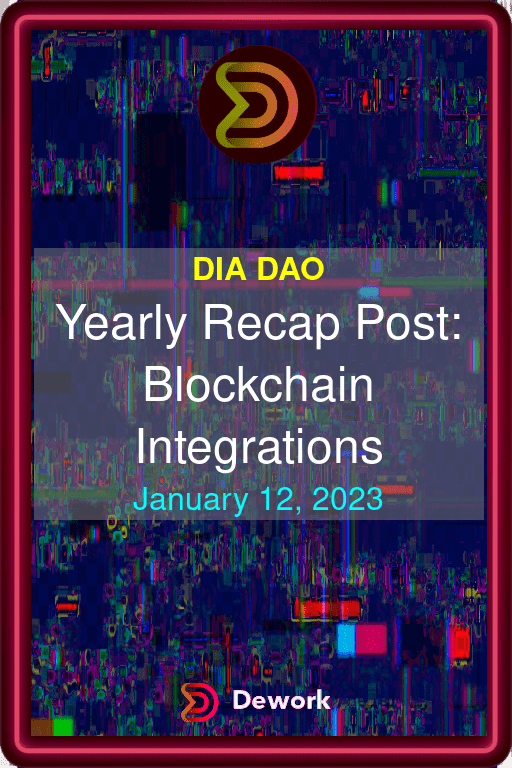 DIA DAO
Yearly Recap Post:
Blockchain
Integrations
January 12, 2023
Dework